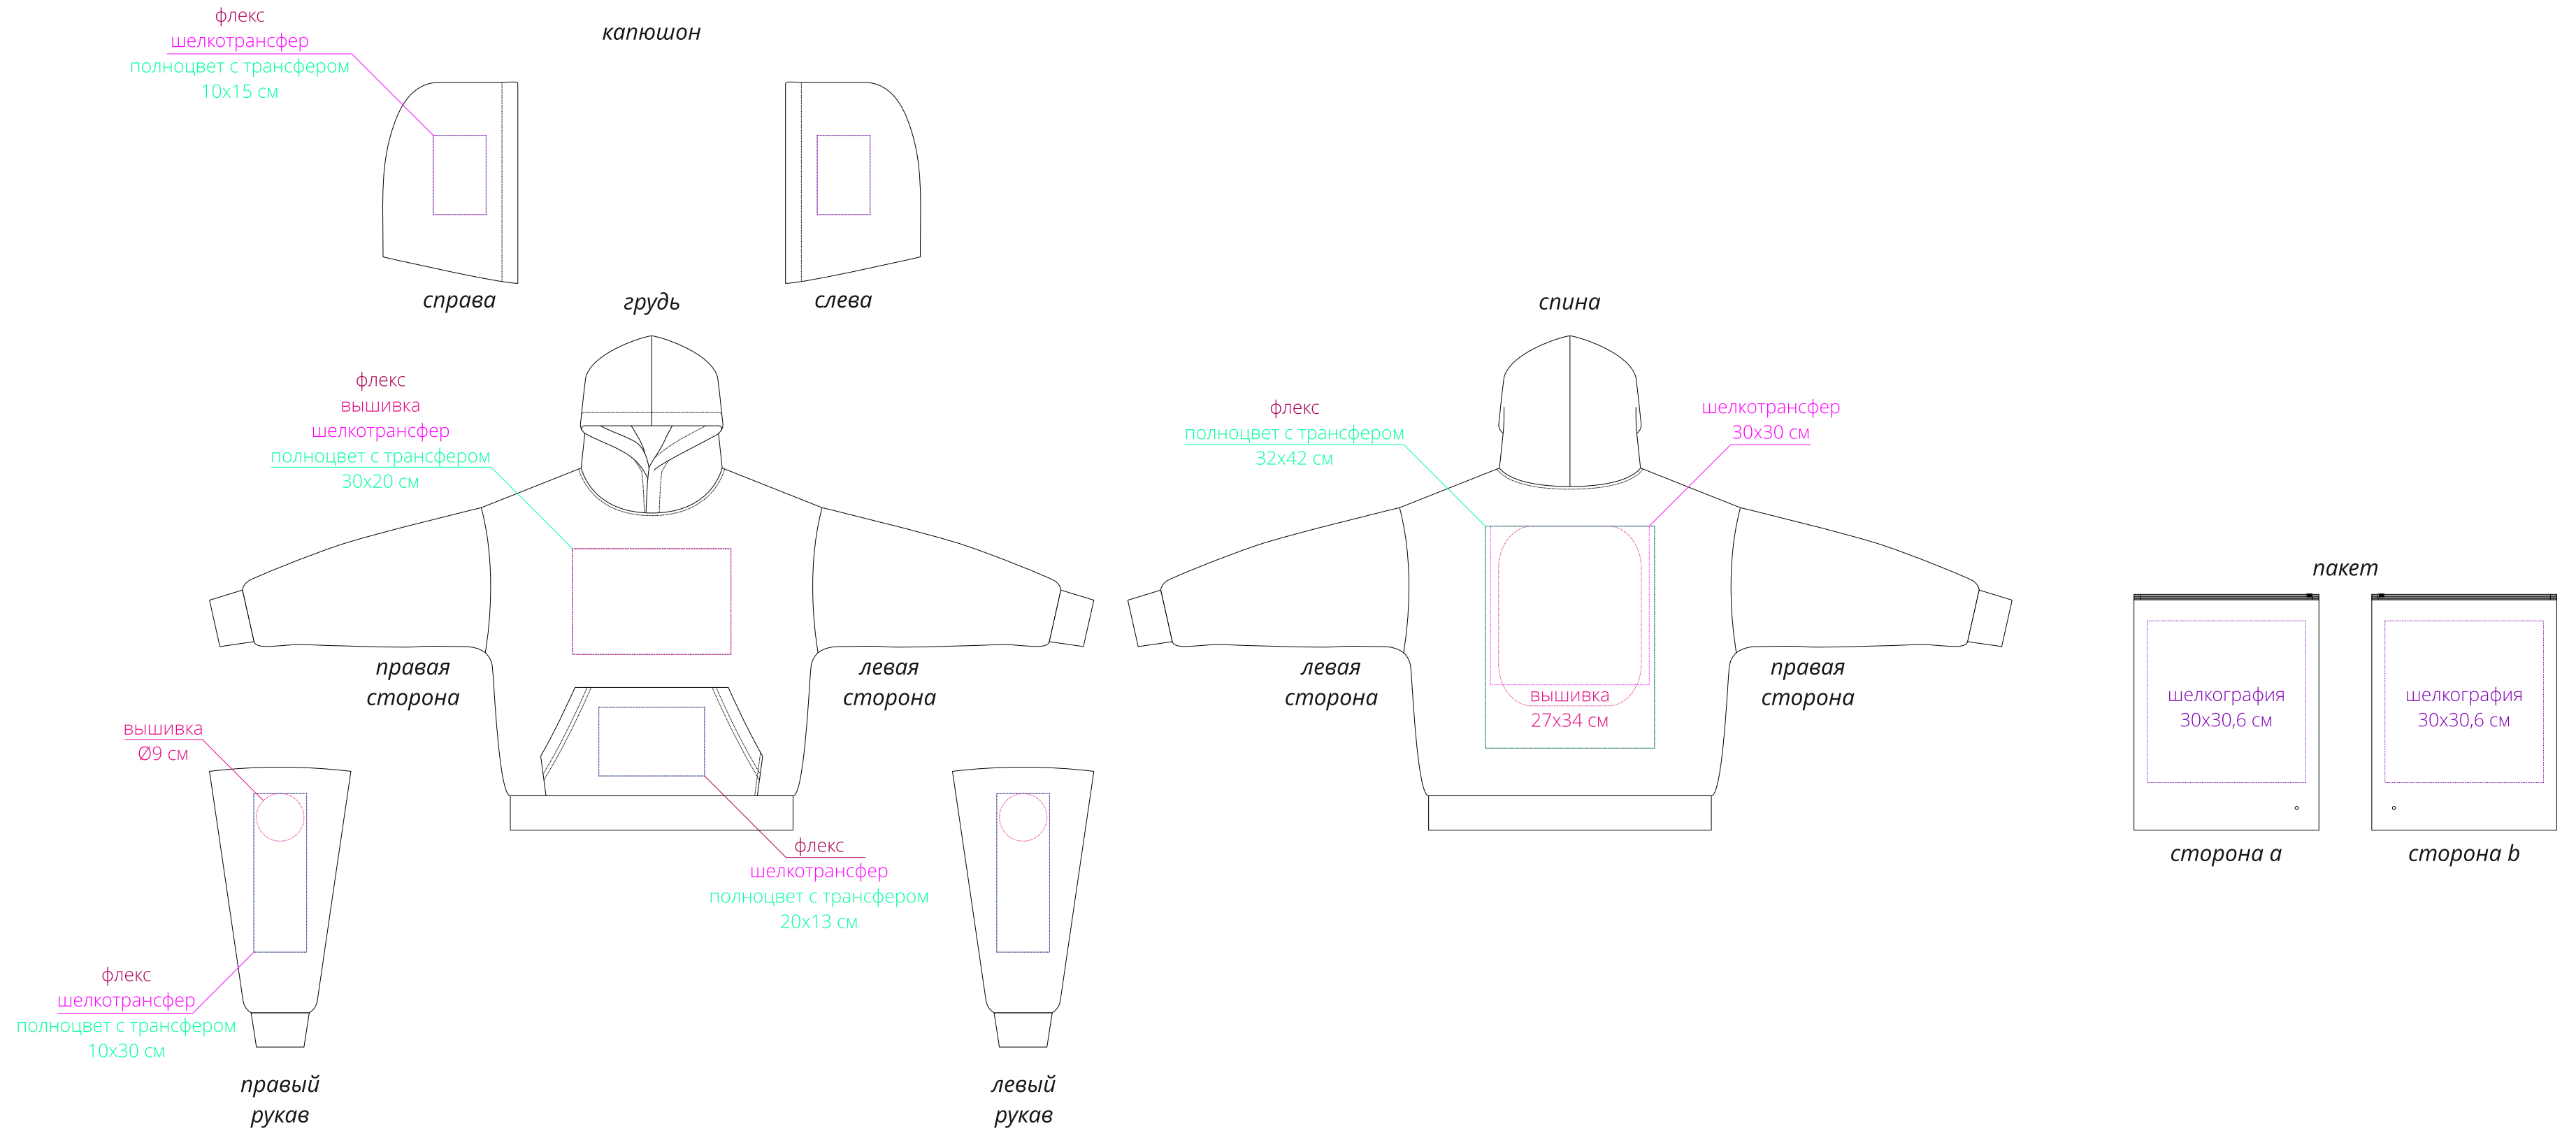 флекс
шелкотрансфер
полноцвет с трансфером
10х15 см
капюшон
справа
слева
грудь
спина
флекс
вышивка
шелкотрансфер
полноцвет с трансфером
30х20 см
флекс
полноцвет с трансфером
32х42 см
шелкотрансфер
30х30 см
правая
сторона
левая
сторона
левая
сторона
правая
сторона
вышивка
27х34 см
пакет
шелкография
30х30,6 см
шелкография
30х30,6 см
сторона a
сторона b
вышивка
Ø9 см
флекс
шелкотрансфер
полноцвет с трансфером
20х13 см
флекс
шелкотрансфер
полноцвет с трансфером
10х30 см
правый
рукав
левый
рукав